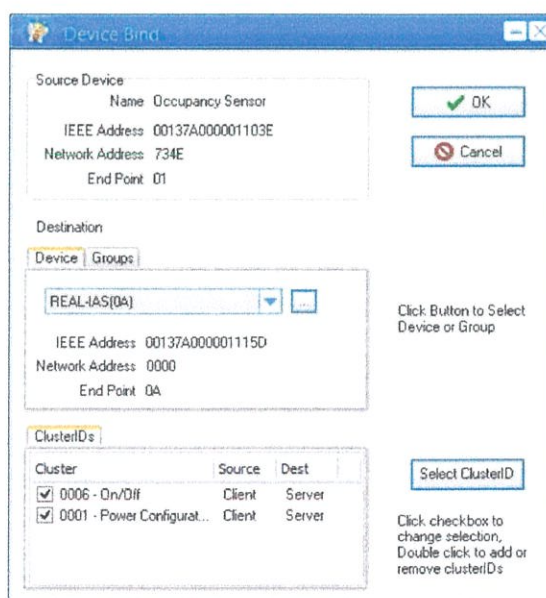 Device Bind
Source Device
Name Occupancy Sensor
IEEE Address 00137A000001103E
Network Address 734E
End Point 01
OK
Cancel
Destination
Device Groups
REAL-IAS(0A)
...
IEEE Address 00137A000001115D
Network Address 0000
End Point 0A
Click Button to Select
Device or Group
ClusterIDs
Cluster Source Dest
0006 - On/Off Client Server
0001 - Power Configurat... Client Server
Select ClusterID
Click checkbox to
change selection,
Double click to add or
remove clusterIDs